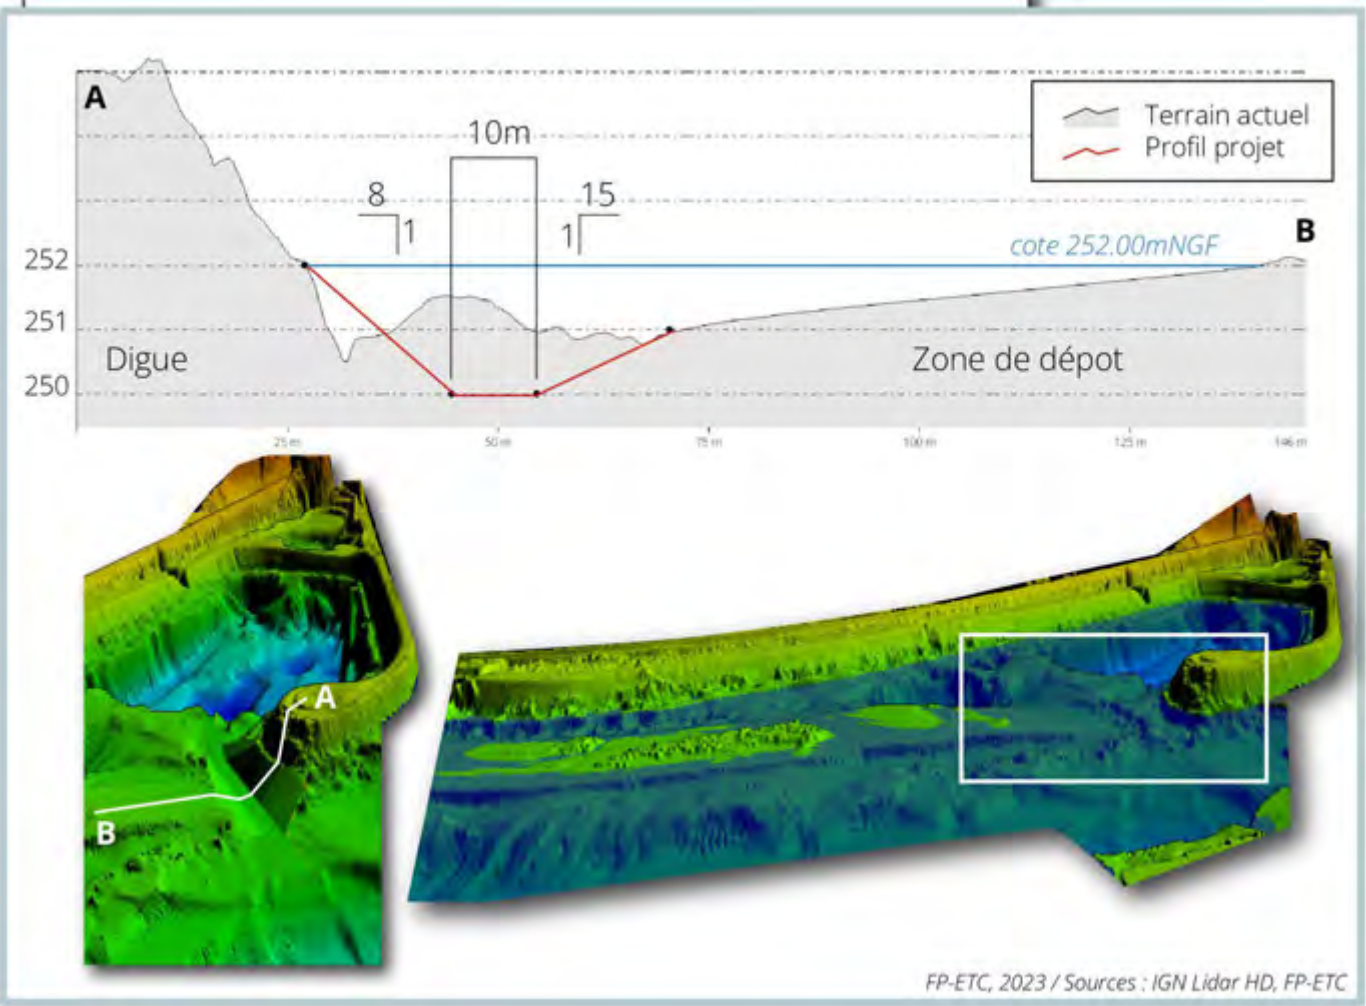 A
10m
Terrain actuel
Profil projet
8
1
15
1
B
cote 252.00mNGF
252
251
250
Digue
Zone de dépot
25 m
50 m
75 m
100 m
125 m
146 m
A
B
FP-ETC, 2023 / Sources : IGN Lidar HD, FP-ETC